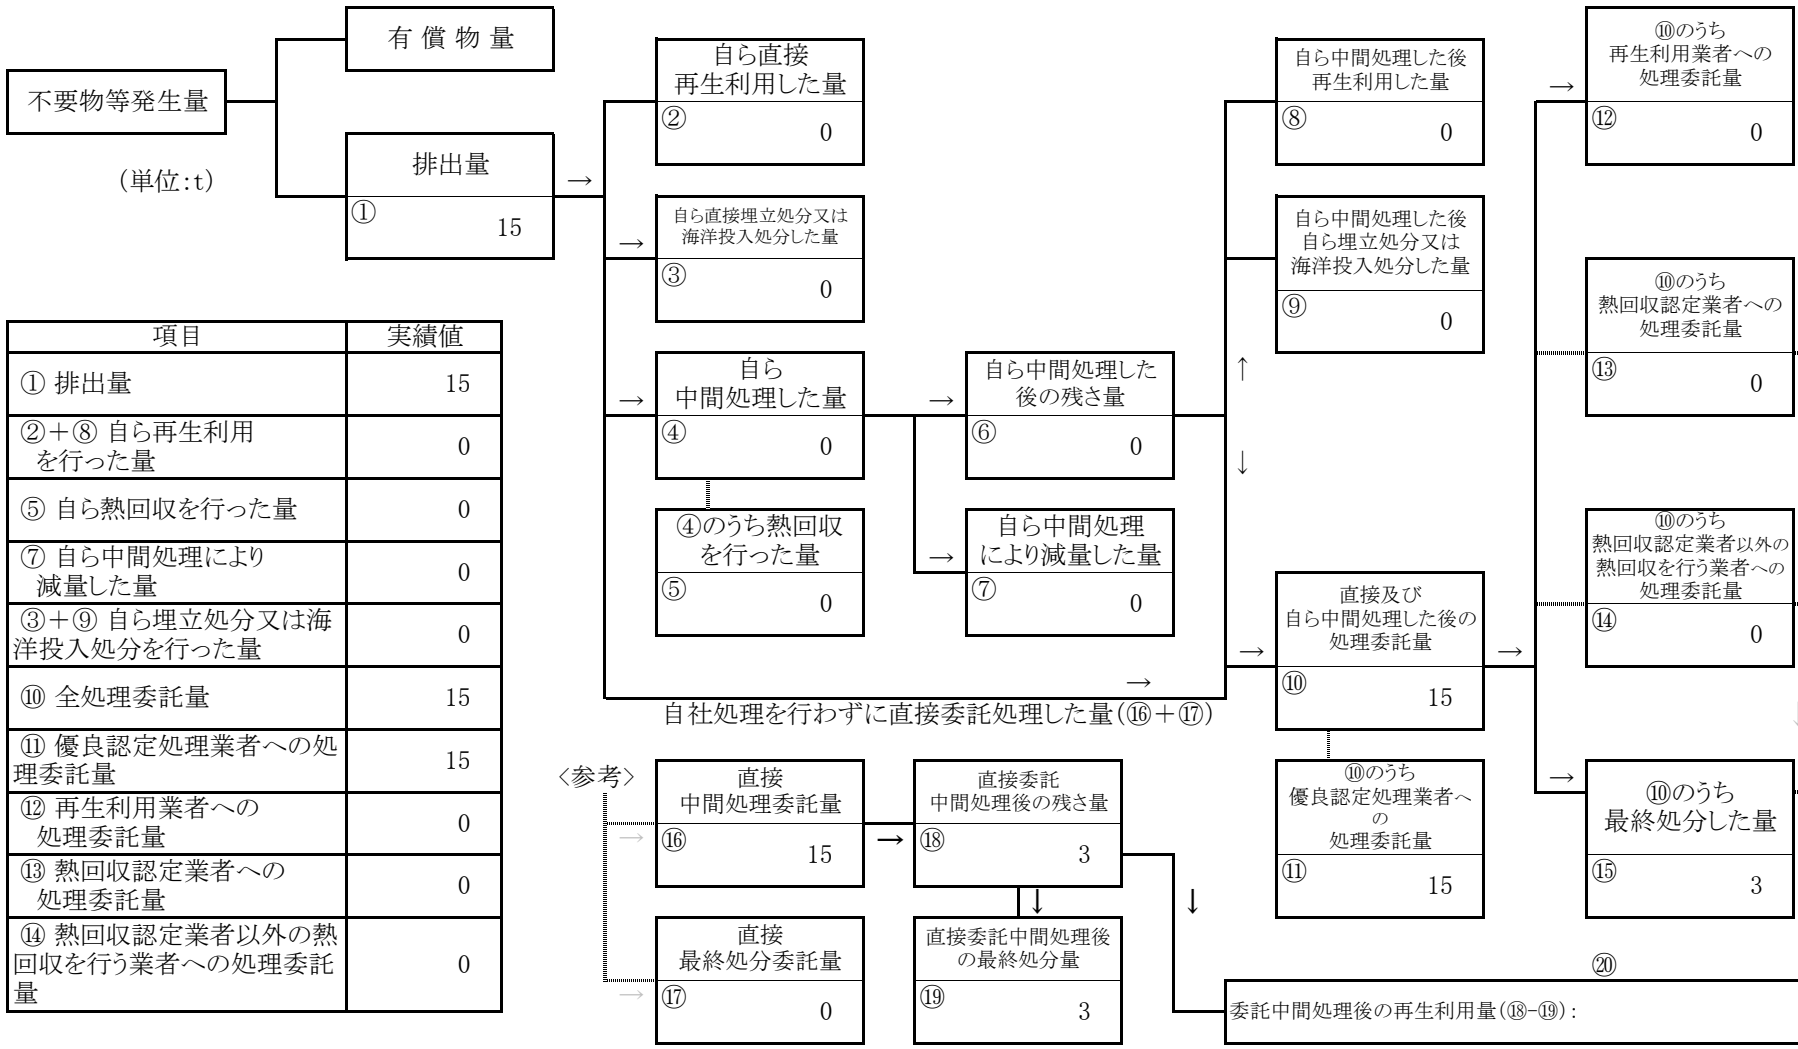 有 償 物 量
不要物等発生量
(単位:t)
排出量
①
15
→
自ら直接
再生利用した量
②
0
→
自ら直接埋立処分又は
海洋投入処分した量
③
0
→
自ら
中間処理した量
④
0
④のうち熱回収
を行った量
⑤
0
→
自ら中間処理した
後の残さ量
⑥
0
→
自ら中間処理
により減量した量
⑦
0
↑
↓
自ら中間処理した後
再生利用した量
⑧
0
自ら中間処理した後
自ら埋立処分又は
海洋投入処分した量
⑨
0
→
自社処理を行わずに直接委託処理した量(⑯+⑰)
→
直接及び
自ら中間処理した後の
処理委託量
⑩
15
→
⑩のうち
優良認定処理業者へ
の
処理委託量
⑪
15
→
⑩のうち
再生利用業者への
処理委託量
⑫
0
⑩のうち
熱回収認定業者への
処理委託量
⑬
0
⑩のうち
熱回収認定業者以外の
熱回収を行う業者への
処理委託量
⑭
0
↓
→
⑩のうち
最終処分した量
⑮
3
項目 実績値
① 排出量 15
②+⑧ 自ら再生利用
を行った量 0
⑤ 自ら熱回収を行った量 0
⑦ 自ら中間処理により
減量した量 0
③+⑨ 自ら埋立処分又は海
洋投入処分を行った量 0
⑩ 全処理委託量 15
⑪ 優良認定処理業者への処
理委託量 15
⑫ 再生利用業者への
処理委託量 0
⑬ 熱回収認定業者への
処理委託量 0
⑭ 熱回収認定業者以外の熱
回収を行う業者への処理委託
量 0
〈参考〉
→
直接
中間処理委託量
⑯
15
→
直接委託
中間処理後の残さ量
⑱
3
↓
↓
→
直接
最終処分委託量
⑰
0
直接委託中間処理後
の最終処分量
⑲
3
⑳
委託中間処理後の再生利用量(⑱-⑲):